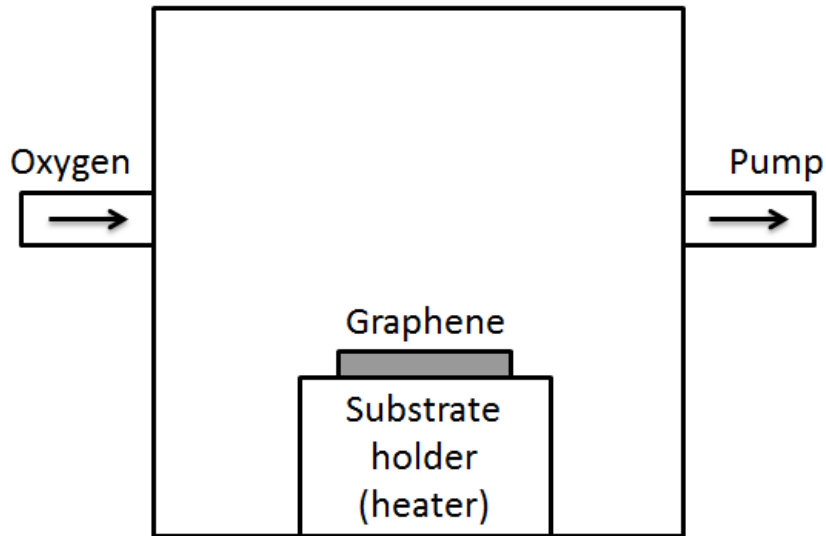 Oxygen
Pump
Graphene
Substrate
holder
(heater)